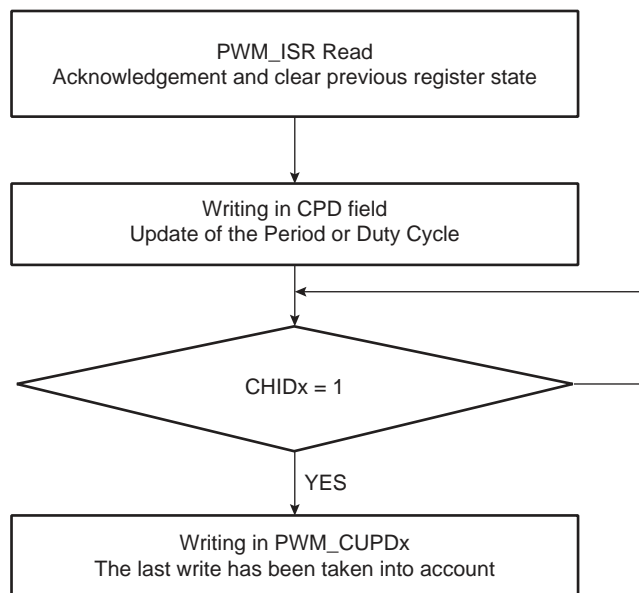 PWM_ISR Read
Acknowledgement and clear previous register state
Writing in CPD field
Update of the Period or Duty Cycle
CHIDx = 1
YES
Writing in PWM_CUPDx
The last write has been taken into account